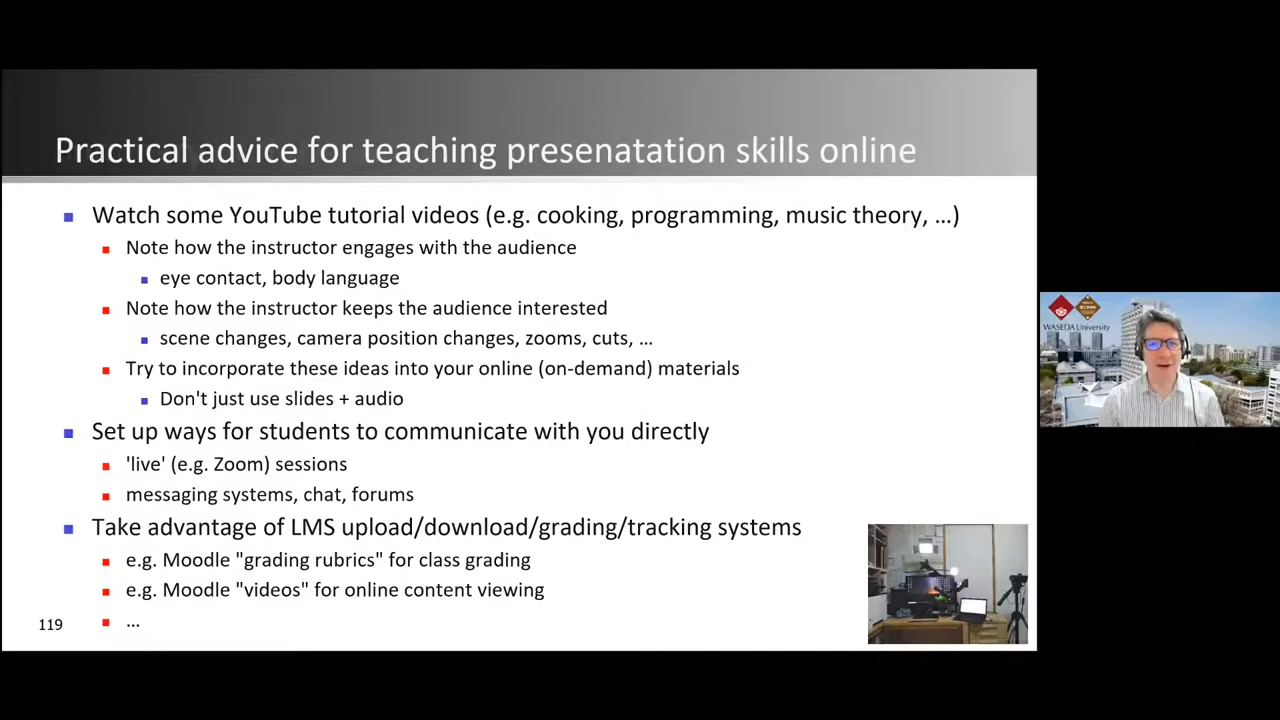 Practical advice for teaching presenatation skills online
Watch some YouTube tutorial videos (e.g. cooking, programming, music theory, …)
Note how the instructor engages with the audience
eye contact, body language
Note how the instructor keeps the audience interested
scene changes, camera position changes, zooms, cuts, …
Try to incorporate these ideas into your online (on-demand) materials
Don't just use slides + audio
Set up ways for students to communicate with you directly
'live' (e.g. Zoom) sessions
messaging systems, chat, forums
Take advantage of LMS upload/download/grading/tracking systems
e.g. Moodle "grading rubrics" for class grading
e.g. Moodle "videos" for online content viewing
…
119
WASEDA University